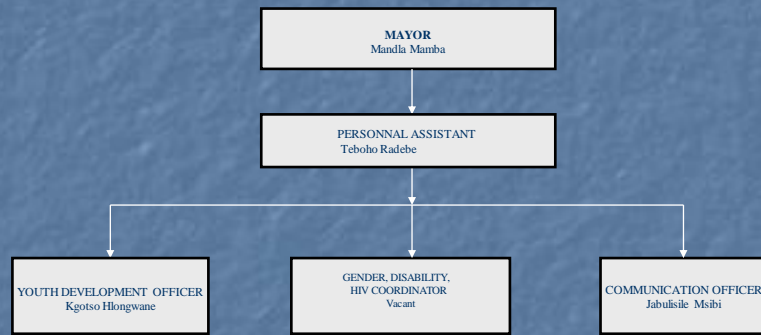 MAYOR
Mandla Mamba
PERSONNAL ASSISTANT
Teboho Radebe
YOUTH DEVELOPMENT OFFICER
Kgotso Hlongwane
GENDER, DISABILITY,
HIV COORDINATOR
Vacant
COMMUNICATION OFFICER
Jabulisile Msibi